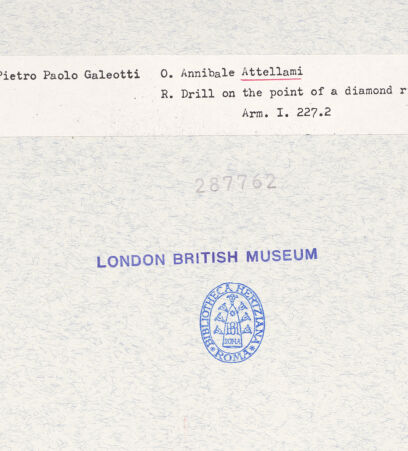 Pietro Paolo Galeotti O. Annibale Attellami
R. Drill on the point of a diamond r
Arm. I. 227.2
287762
LONDON BRITISH MUSEUM
BIBLIOTHECA HERTZIANA
ROMA
ROMA